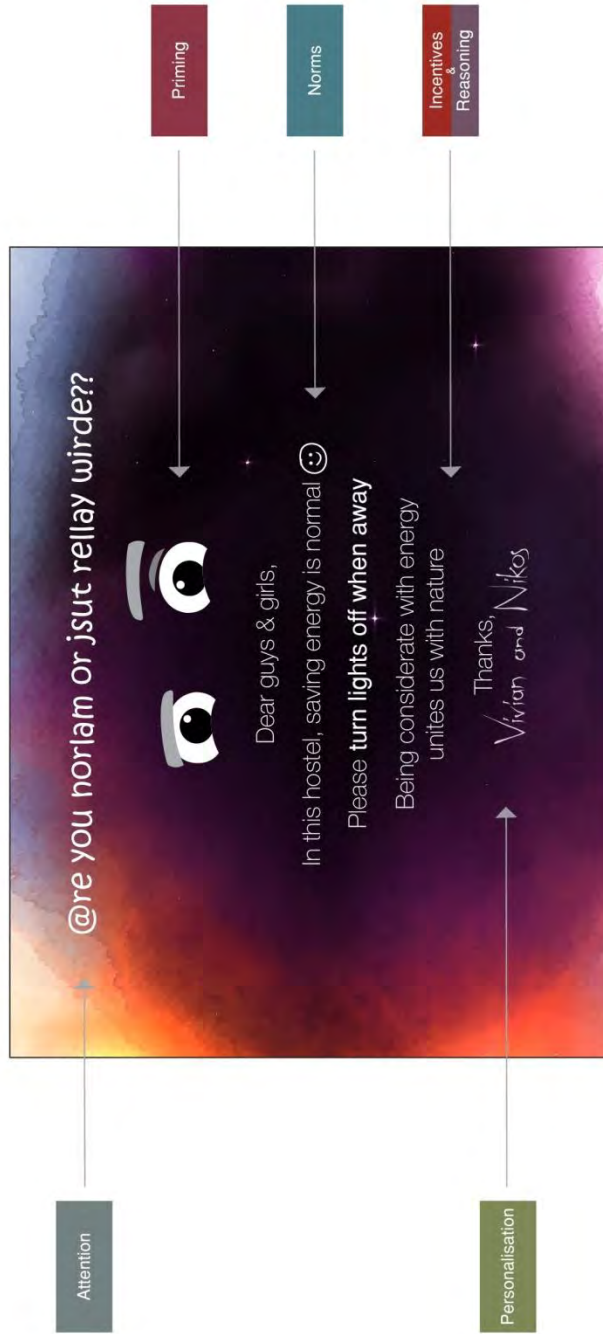 Attention
@re you norlam or jsut rellay wirde??
Priming
Dear guys & girls,
In this hostel, saving energy is normal
Norms
Please turn lights off when away
Being considerate with energy
unites us with nature
Incentives
&
Reasoning
Thanks,
Vivian and Nikos
Personalisation